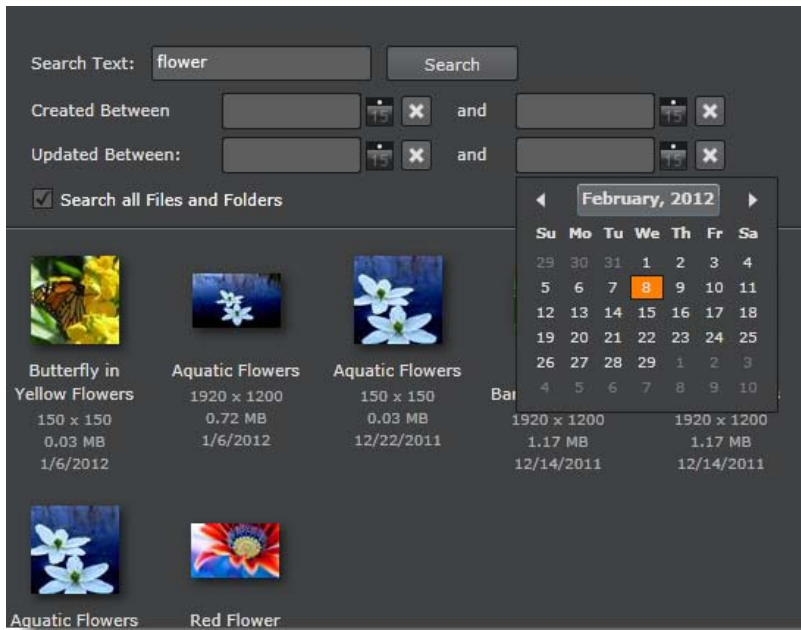 Search Text: flower Search
Created Between 15 and 15
Updated Between: 15 and 15
Search all Files and Folders
February, 2012
Su Mo Tu We Th Fr Sa
29 30 31 1 2 3 4
5 6 7 8 9 10 11
12 13 14 15 16 17 18
19 20 21 22 23 24 25
26 27 28 29 1 2 3
4 5 6 7 8 9 10
Butterfly in
Yellow Flowers
150 x 150
0.03 MB
1/6/2012
Aquatic Flowers
1920 x 1200
0.72 MB
1/6/2012
Aquatic Flowers
150 x 150
0.03 MB
12/22/2011
1920 x 1200
1.17 MB
12/14/2011
1920 x 1200
1.17 MB
12/14/2011
Aquatic Flowers
Red Flower